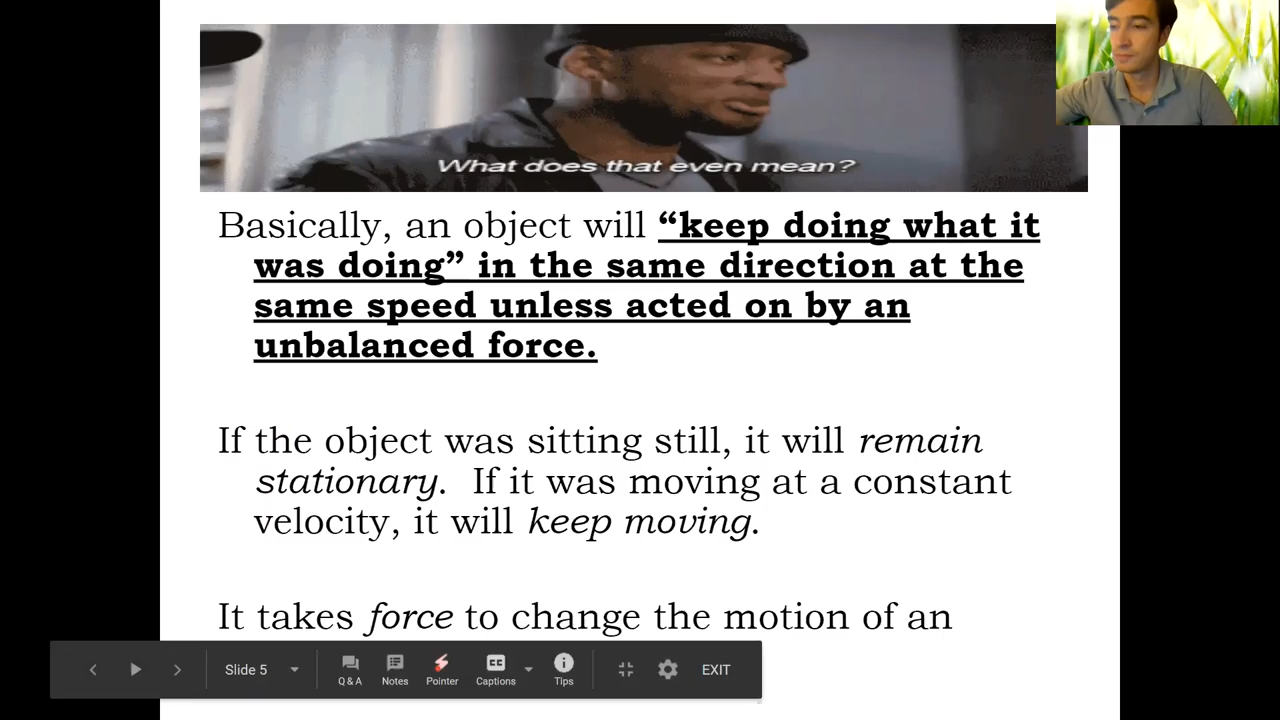 What does that even mean?
Basically, an object will “keep doing what it
was doing” in the same direction at the
same speed unless acted on by an
unbalanced force.
If the object was sitting still, it will remain
stationary. If it was moving at a constant
velocity, it will keep moving.
It takes force to change the motion of an
Slide 5
Q & A
Notes
Pointer
CC
Captions
Tips
EXIT